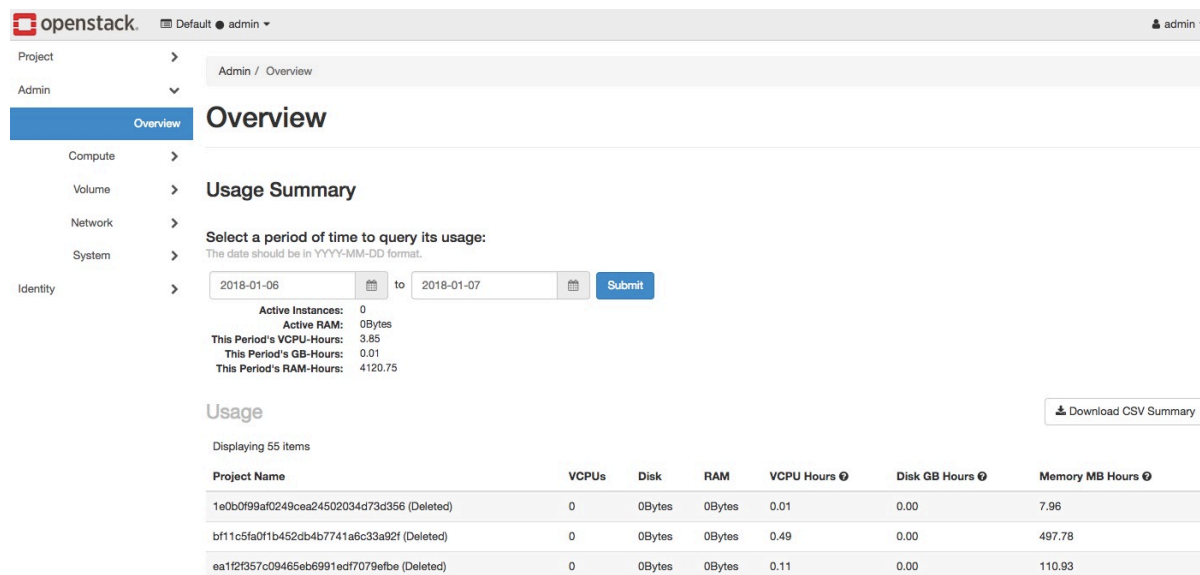 openstack. Default admin admin
Project
Admin
Overview
Compute
Volume
Network
System
Identity
Admin / Overview
Overview
Usage Summary
Select a period of time to query its usage:
The date should be in YYYY-MM-DD format.
2018-01-06 to 2018-01-07 Submit
Active Instances: 0
Active RAM: 0Bytes
This Period's VCPU-Hours: 3.85
This Period's GB-Hours: 0.01
This Period's RAM-Hours: 4120.75
Usage Download CSV Summary
Displaying 55 items
Project Name VCPUs Disk RAM VCPU Hours Disk GB Hours Memory MB Hours
1e0b0f99af0249cea24502034d73d356 (Deleted) 0 0Bytes 0Bytes 0.01 0.00 7.96
bf11c5fa0f1b452db4b7741a6c33a92f (Deleted) 0 0Bytes 0Bytes 0.49 0.00 497.78
ea1f2f357c09465eb6991edf7079efbe (Deleted) 0 0Bytes 0Bytes 0.11 0.00 110.93